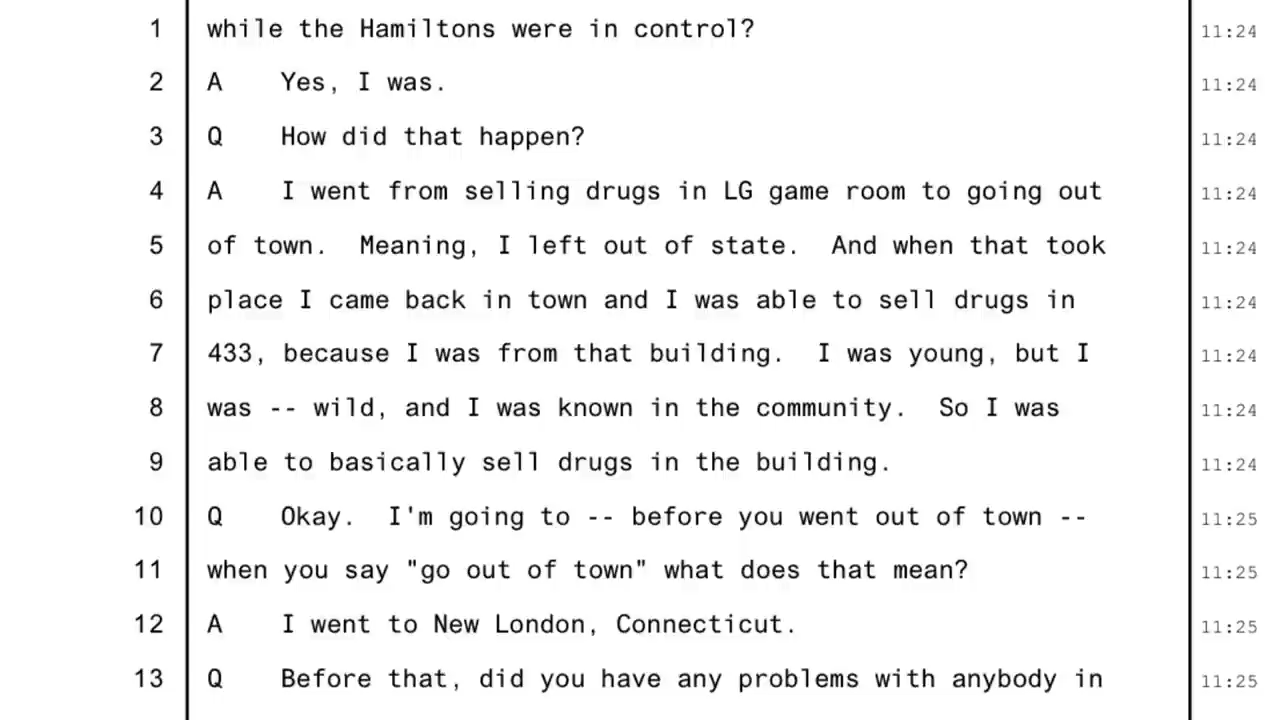 1 while the Hamiltons were in control? 11:24
2 A Yes, I was. 11:24
3 Q How did that happen? 11:24
4 A I went from selling drugs in LG game room to going out 11:24
5 of town. Meaning, I left out of state. And when that took 11:24
6 place I came back in town and I was able to sell drugs in 11:24
7 433, because I was from that building. I was young, but I 11:24
8 was -- wild, and I was known in the community. So I was 11:24
9 able to basically sell drugs in the building. 11:24
10 Q Okay. I'm going to -- before you went out of town -- 11:25
11 when you say "go out of town" what does that mean? 11:25
12 A I went to New London, Connecticut. 11:25
13 Q Before that, did you have any problems with anybody in 11:25